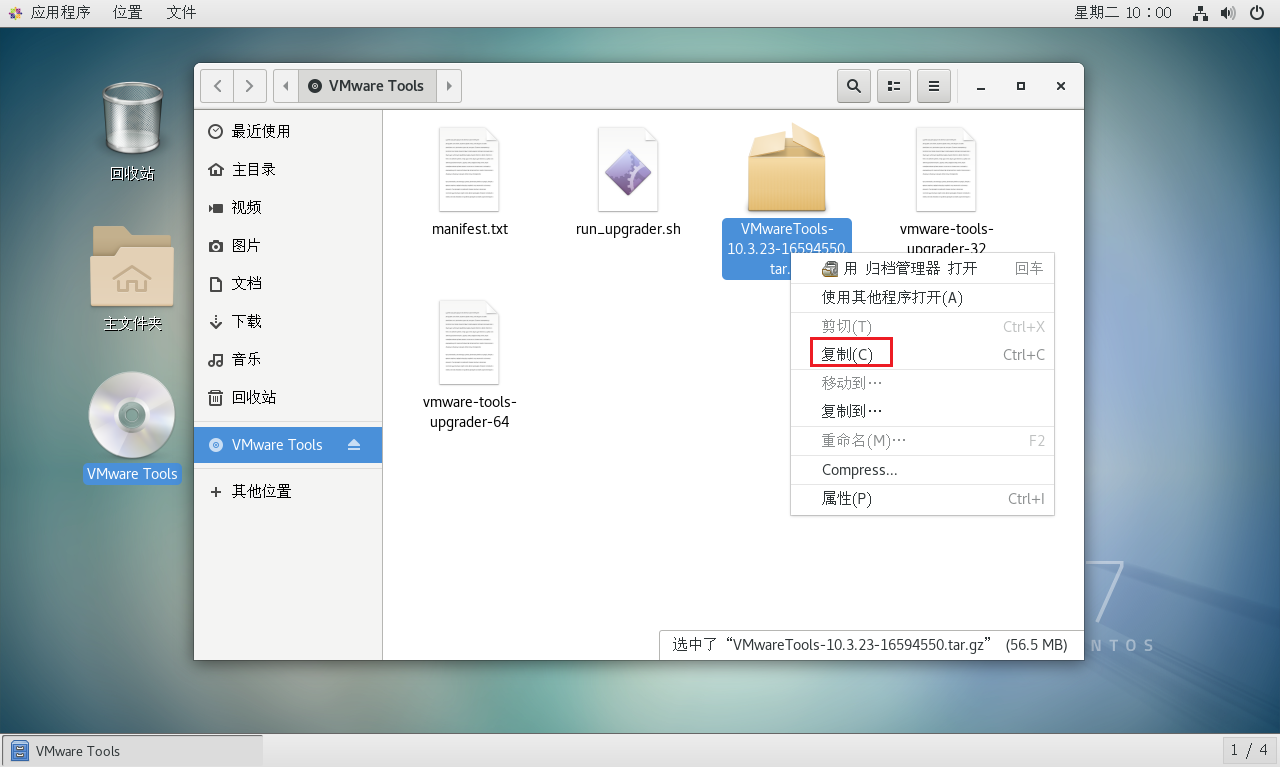 应用程序 位置 文件 星期二 10：00
VMware Tools
回收站
主文件夹
VMware Tools
最近使用
主目录
视频
图片
文档
下载
音乐
回收站
VMware Tools
其他位置
manifest.txt
run_upgrader.sh
VMwareTools-
10.3.23-16594550.
tar.
vmware-tools-
upgrader-32
vmware-tools-
upgrader-64
用 归档管理器 打开 回车
使用其他程序打开(A)
剪切(T) Ctrl+X
复制(C) Ctrl+C
移动到…
复制到…
重命名(M)… F2
Compress...
属性(P) Ctrl+I
7
NTOS
选中了“VMwareTools-10.3.23-16594550.tar.gz” (56.5 MB)
VMware Tools
1 / 4